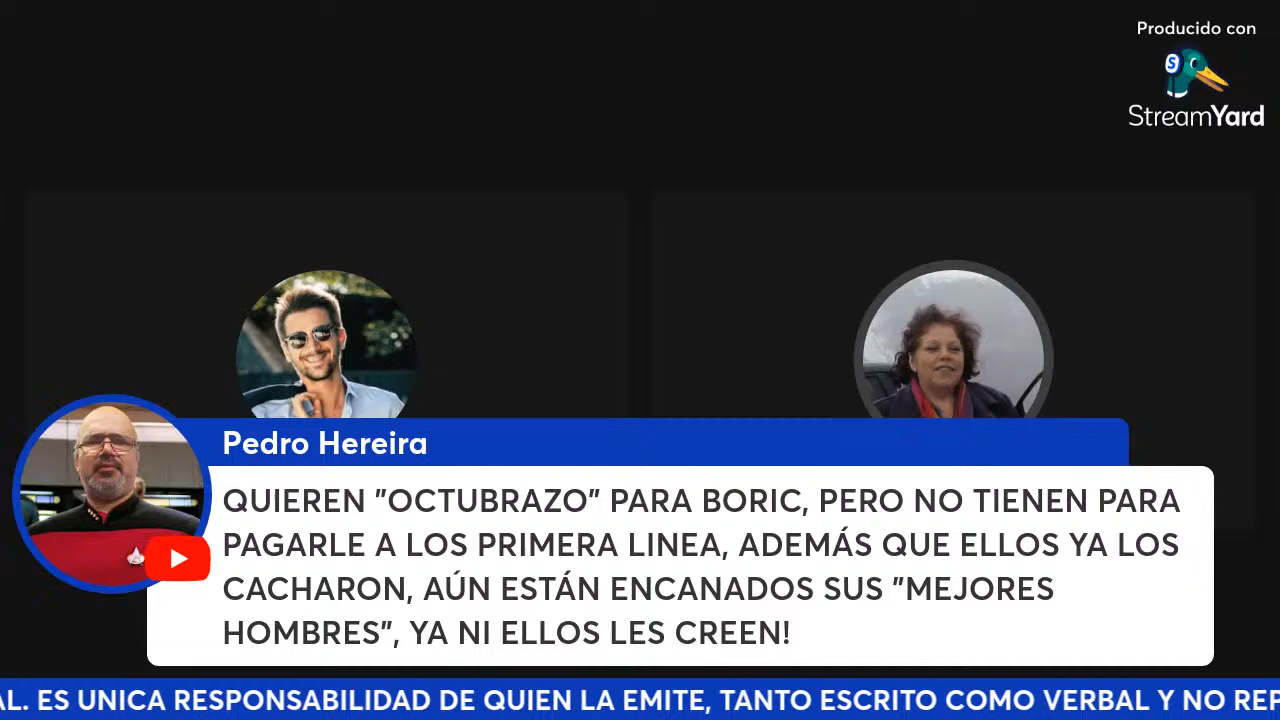 Producido con
S
StreamYard
Pedro Hereira
QUIEREN "OCTUBRAZO" PARA BORIC, PERO NO TIENEN PARA
PAGARLE A LOS PRIMERA LINEA, ADEMÁS QUE ELLOS YA LOS
CACHARON, AÚN ESTÁN ENCANADOS SUS "MEJORES
HOMBRES", YA NI ELLOS LES CREEN!
AL. ES UNICA RESPONSABILIDAD DE QUIEN LA EMITE, TANTO ESCRITO COMO VERBAL Y NO REP